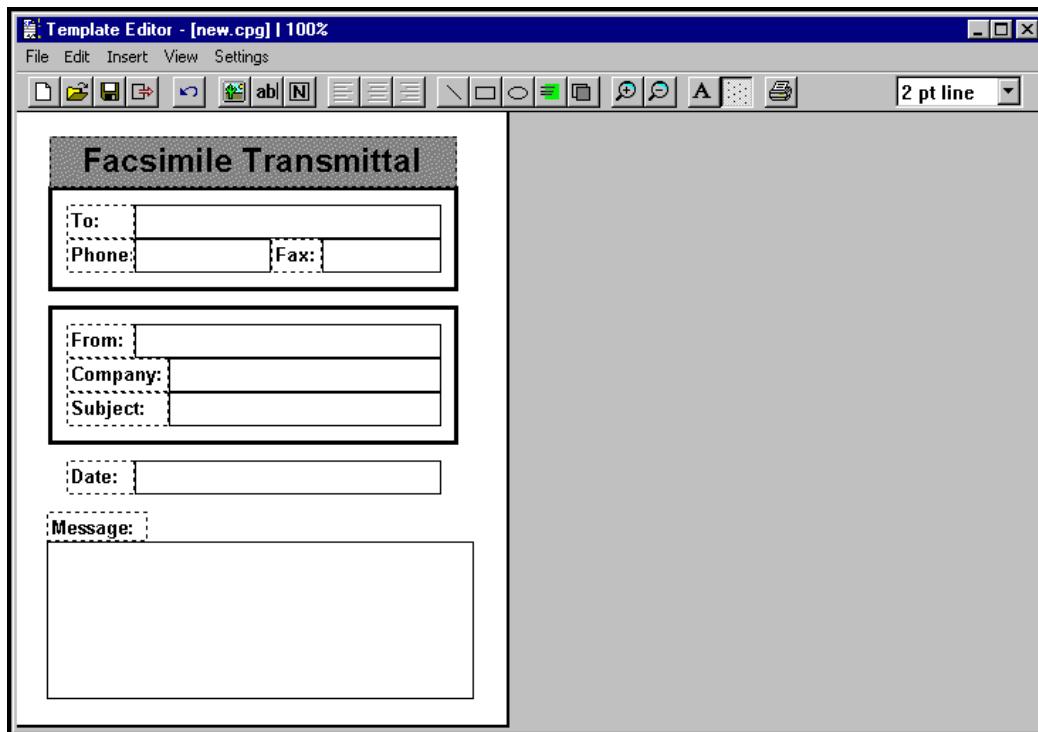 Template Editor - [new.cpg] | 100%
File Edit Insert View Settings
ab| N A 2 pt line
Facsimile Transmittal
To:
Phone: Fax:
From:
Company:
Subject:
Date:
Message: